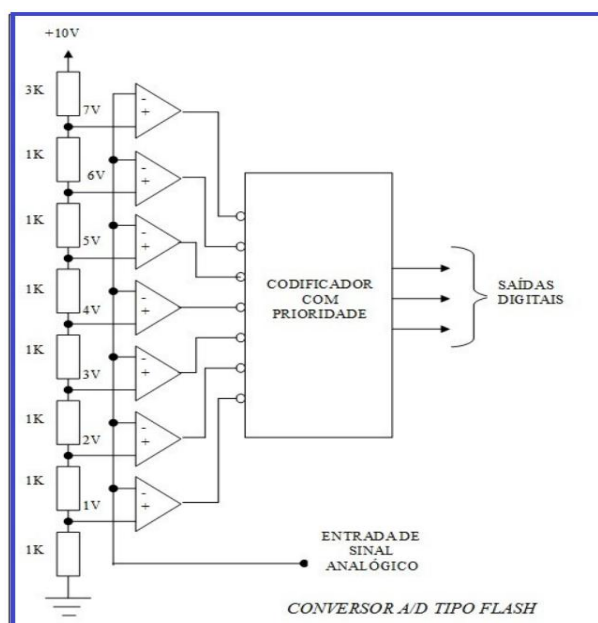 +10V
3K
7V
-
+
1K
6V
-
+
1K
5V
-
+
1K
4V
-
+
1K
3V
-
+
1K
2V
-
+
1K
1V
-
+
1K
CODIFICADOR
COM
PRIORIDADE
SAÍDAS
DIGITAIS
ENTRADA DE
SINAL
ANALÓGICO
CONVERSOR A/D TIPO FLASH